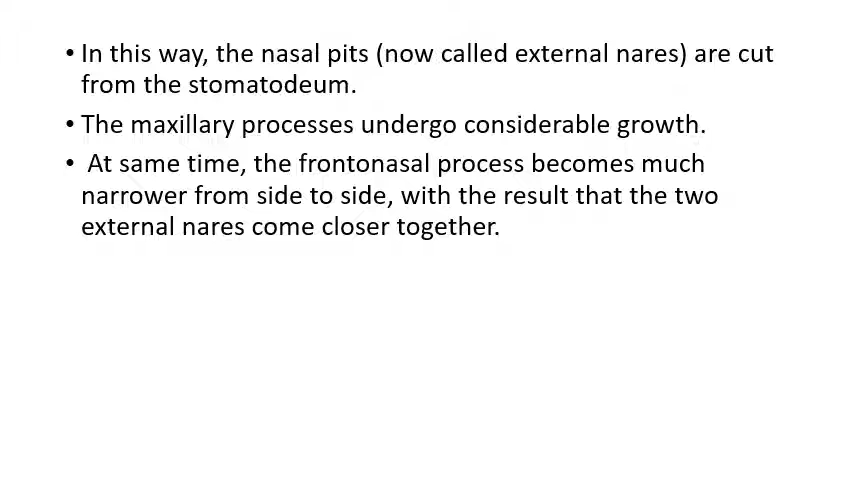 • In this way, the nasal pits (now called external nares) are cut
from the stomatodeum.
• The maxillary processes undergo considerable growth.
• At same time, the frontonasal process becomes much
narrower from side to side, with the result that the two
external nares come closer together.